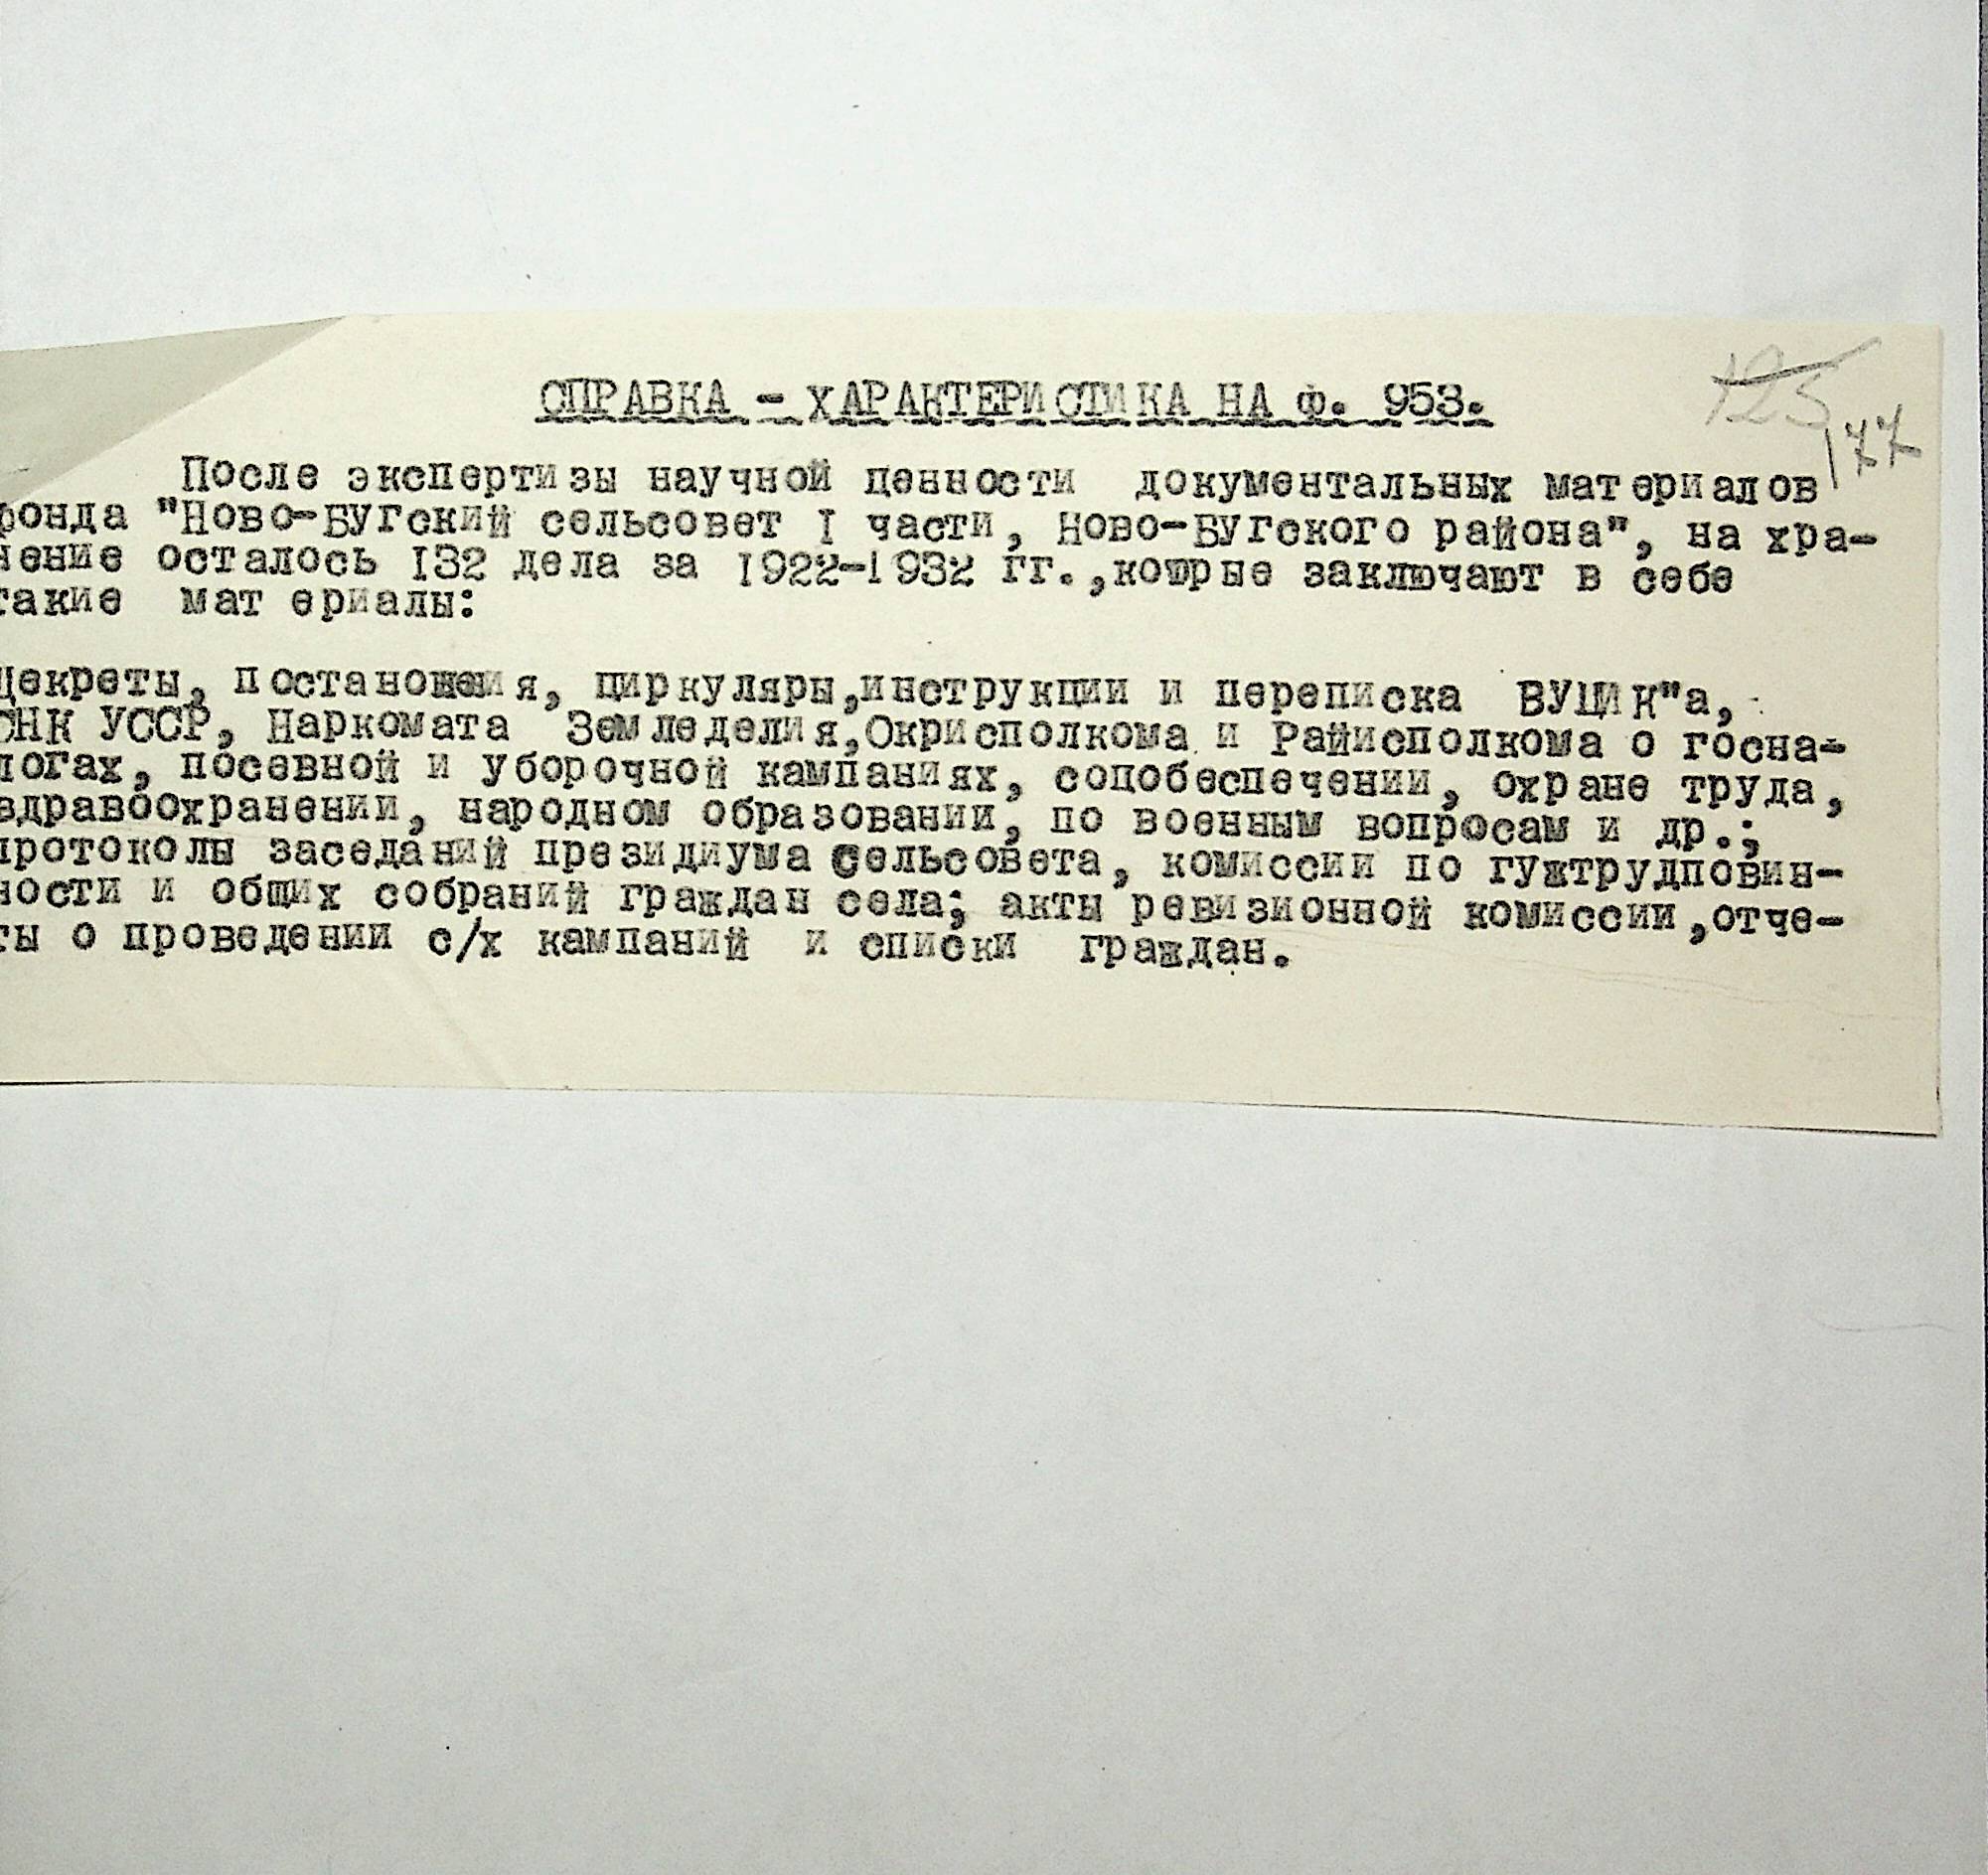 СПРАВКА - ХАРАКТЕРИСТИКА НА Ф. 953.
125
177
После экспертизы научной ценности документальных материалов
фонда "Ново-Бугский сельсовет I части, Ново-Бугского района", на хра-
нение осталось 132 дела за 1922-1932 гг.,котрые заключают в себе
такие материалы:
Декреты, постановения, циркуляры,инструкции и переписка ВУЦИК"а,
СНК УССР, Наркомата Земледелия,Окрисполкома и Райисполкома о госна-
логах, посевной и уборочной кампаниях, соцобеспечении, охране труда,
здравоохранении, народном образовании, по военным вопросам и др.;
протоколы заседаний президиума сельсовета, комиссии по гужтрудповин-
ности и общих собраний граждан села; акты ревизионной комиссии,отче-
ты о проведении с/х кампаний и списки граждан.